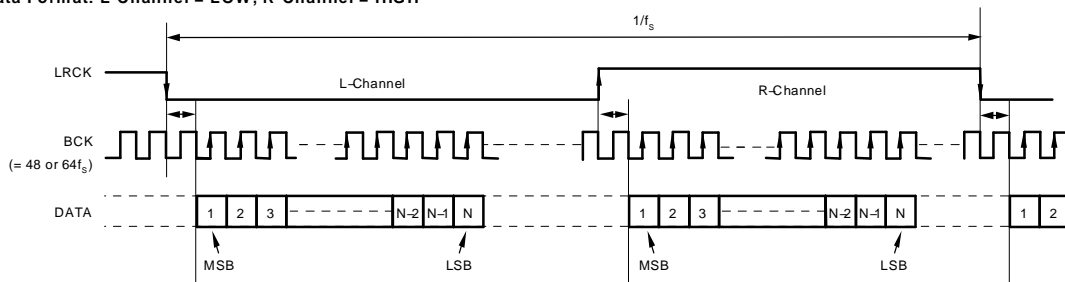 ata Format: L-Channel = LOW, R-Channel = HIGH
1/fs
LRCK
L-Channel
R-Channel
BCK
(= 48 or 64fs)
DATA
1 2 3 N-2 N-1 N 1 2 3 N-2 N-1 N 1 2
MSB LSB MSB LSB